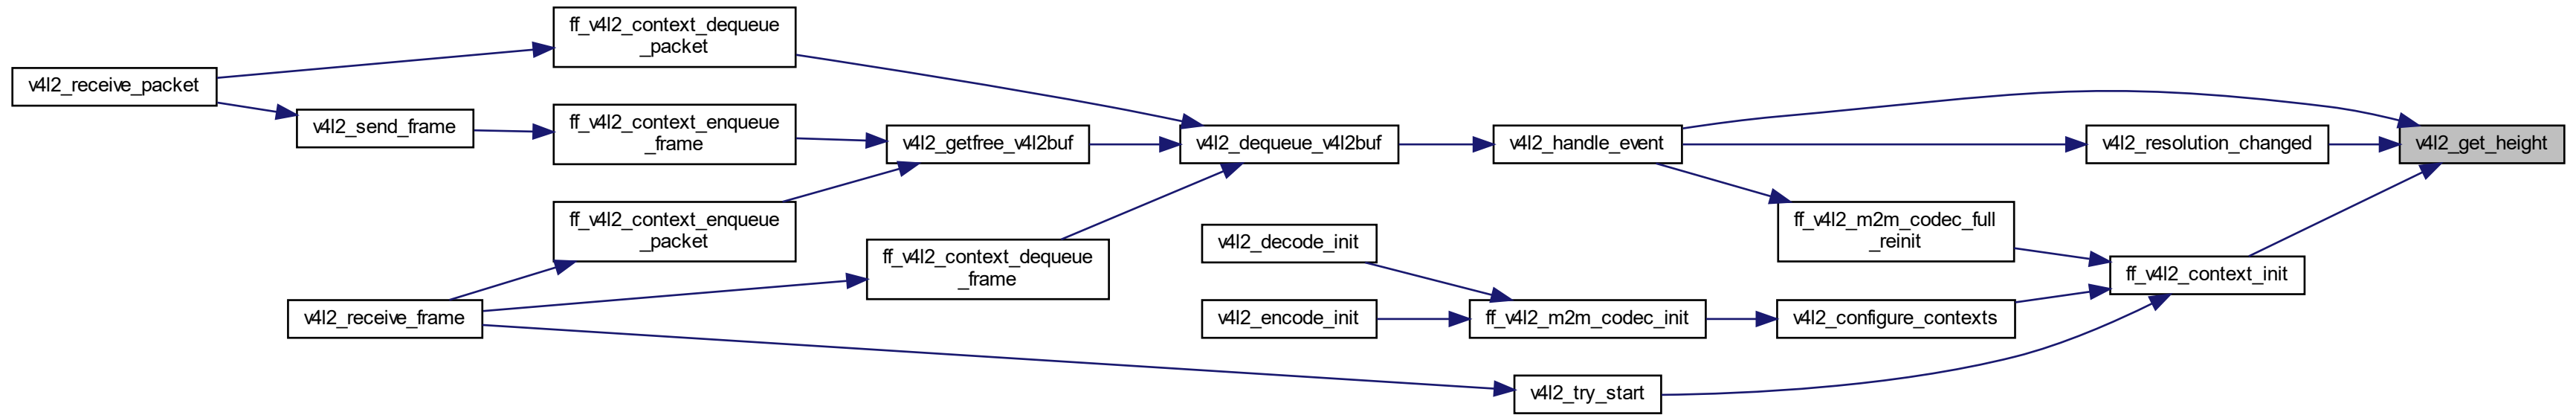 ff_v4l2_context_dequeue
_packet
v4l2_receive_packet
v4l2_send_frame
ff_v4l2_context_enqueue
_frame
v4l2_getfree_v4l2buf
v4l2_dequeue_v4l2buf
v4l2_handle_event
v4l2_resolution_changed
v4l2_get_height
ff_v4l2_context_enqueue
_packet
ff_v4l2_context_dequeue
_frame
v4l2_decode_init
ff_v4l2_m2m_codec_full
_reinit
ff_v4l2_context_init
v4l2_receive_frame
v4l2_encode_init
ff_v4l2_m2m_codec_init
v4l2_configure_contexts
v4l2_try_start